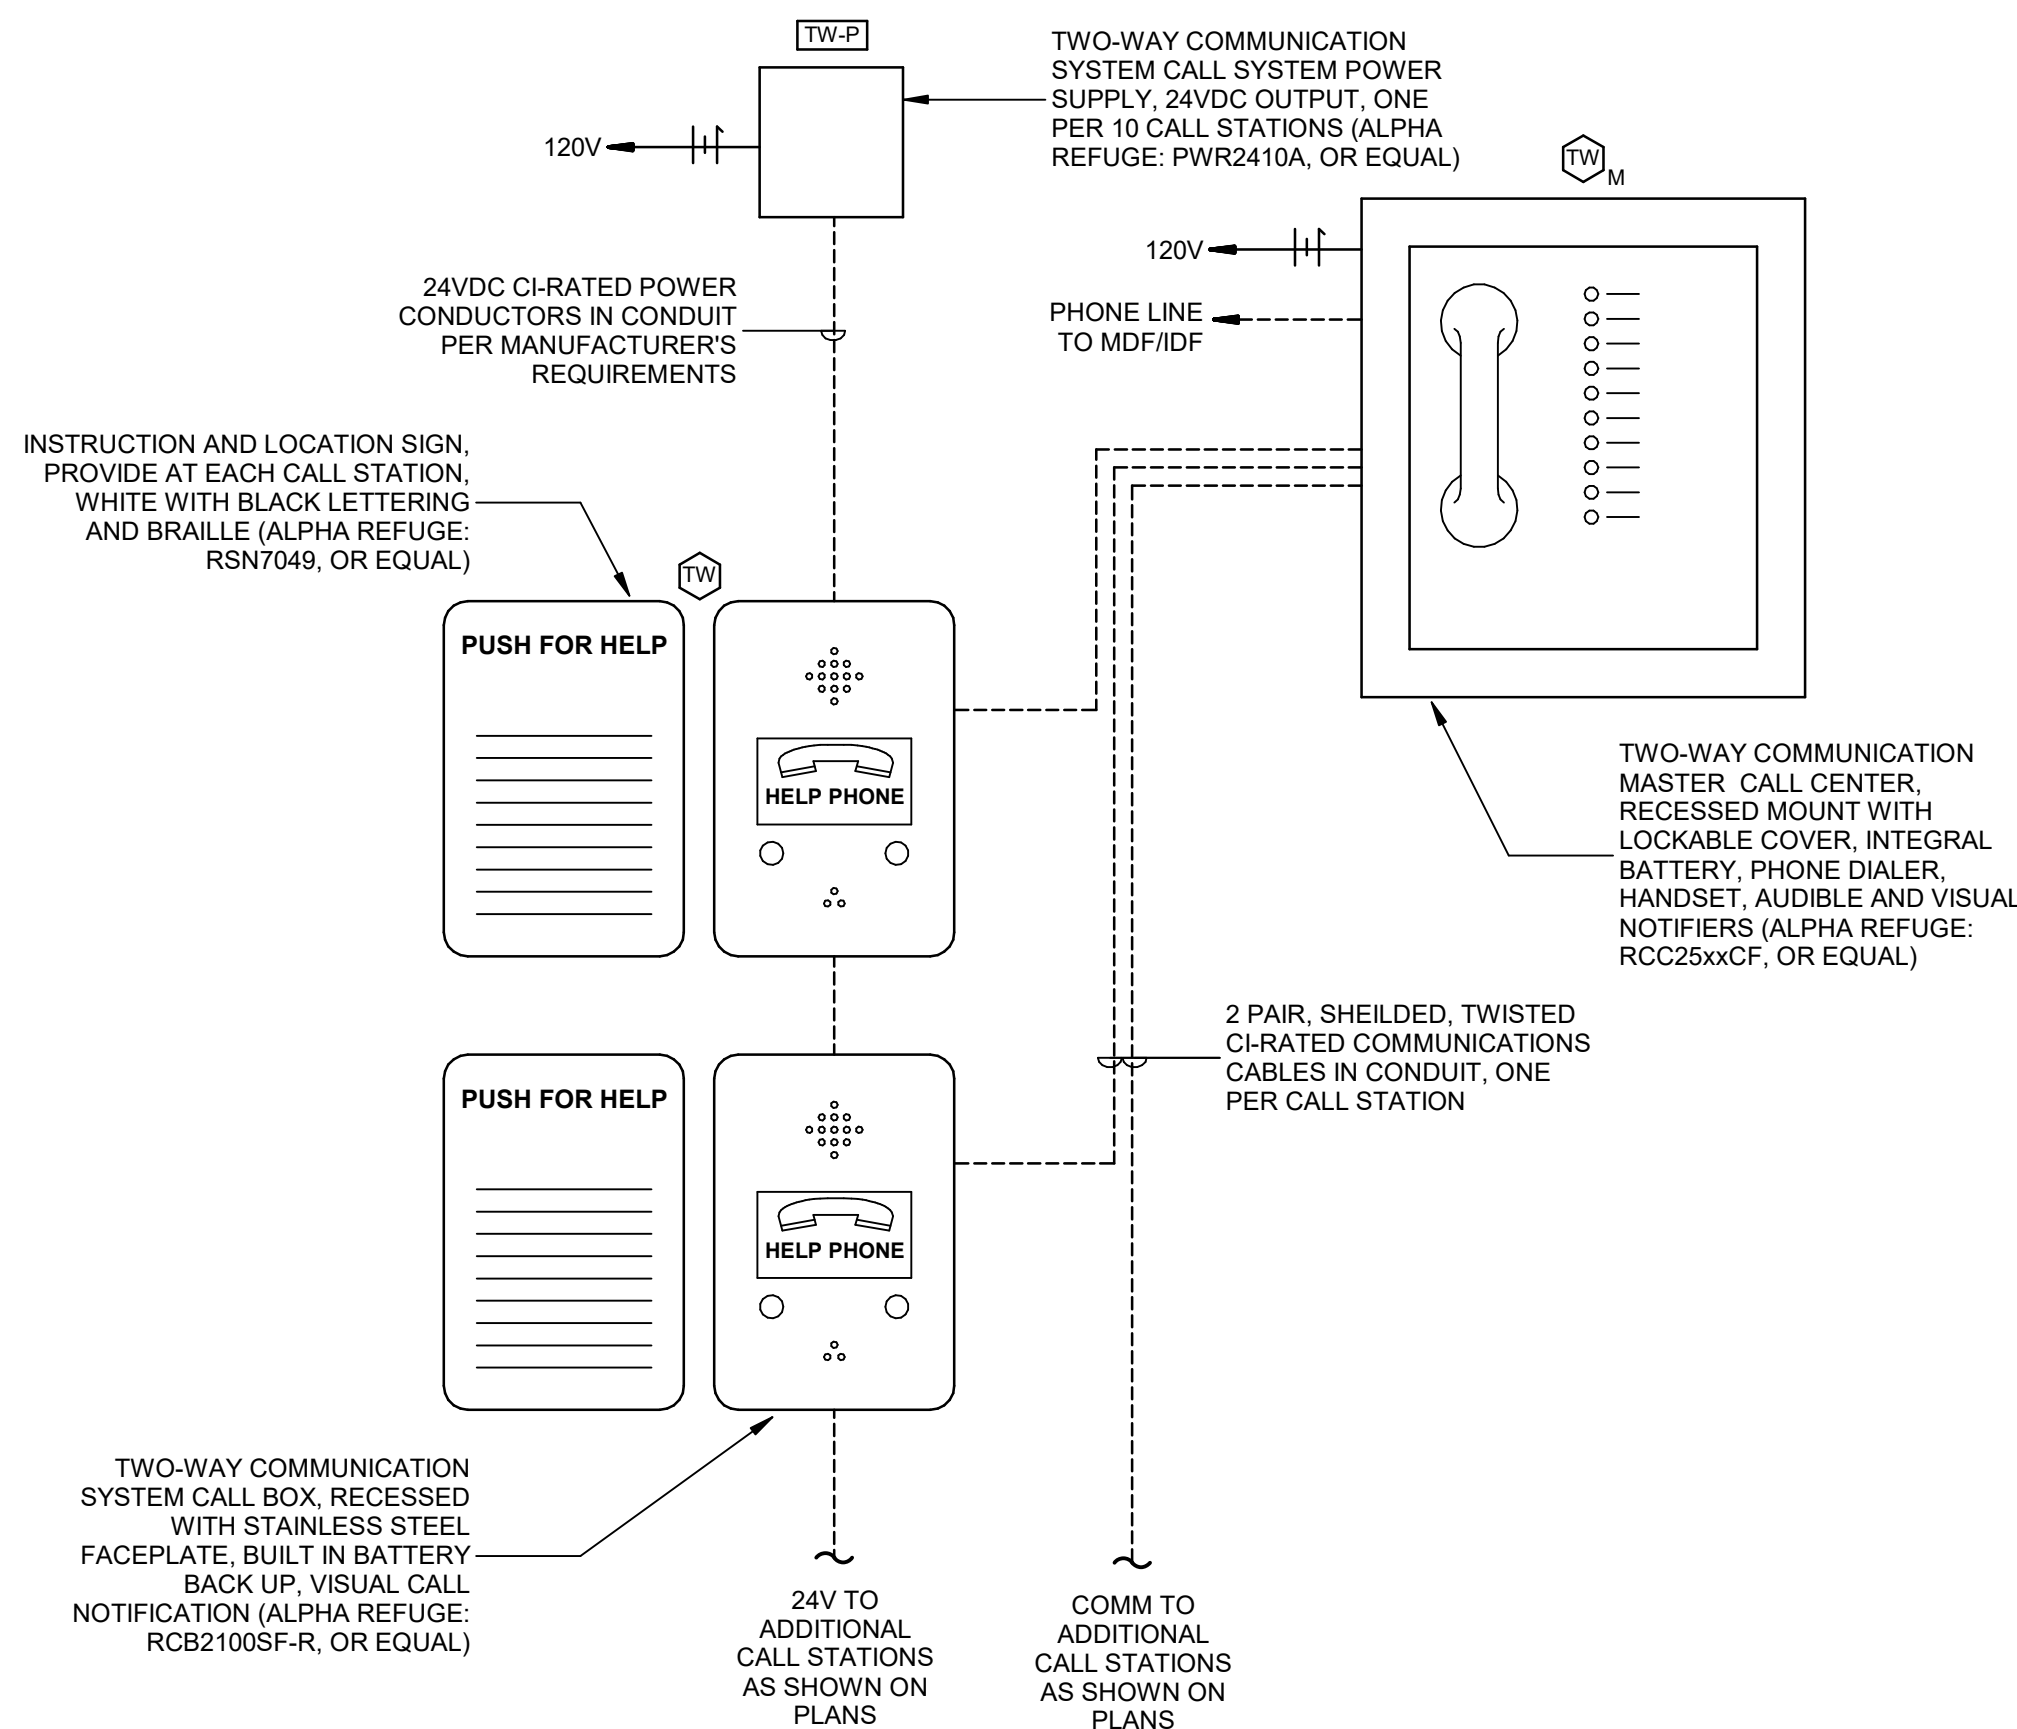 TW-P
TWO-WAY COMMUNICATION
SYSTEM CALL SYSTEM POWER
SUPPLY, 24VDC OUTPUT, ONE
PER 10 CALL STATIONS (ALPHA
REFUGE: PWR2410A, OR EQUAL)
120V
TW
M
120V
PHONE LINE
TO MDF/IDF
24VDC CI-RATED POWER
CONDUCTORS IN CONDUIT
PER MANUFACTURER'S
REQUIREMENTS
INSTRUCTION AND LOCATION SIGN,
PROVIDE AT EACH CALL STATION,
WHITE WITH BLACK LETTERING
AND BRAILLE (ALPHA REFUGE:
RSN7049, OR EQUAL)
TW
PUSH FOR HELP
HELP PHONE
TWO-WAY COMMUNICATION
MASTER  CALL CENTER,
RECESSED MOUNT WITH
LOCKABLE COVER, INTEGRAL
BATTERY, PHONE DIALER,
HANDSET, AUDIBLE AND VISUAL
NOTIFIERS (ALPHA REFUGE:
RCC25xxCF, OR EQUAL)
2 PAIR, SHEILDED, TWISTED
CI-RATED COMMUNICATIONS
CABLES IN CONDUIT, ONE
PER CALL STATION
PUSH FOR HELP
HELP PHONE
TWO-WAY COMMUNICATION
SYSTEM CALL BOX, RECESSED
WITH STAINLESS STEEL
FACEPLATE, BUILT IN BATTERY
BACK UP, VISUAL CALL
NOTIFICATION (ALPHA REFUGE:
RCB2100SF-R, OR EQUAL)
24V TO
ADDITIONAL
CALL STATIONS
AS SHOWN ON
PLANS
COMM TO
ADDITIONAL
CALL STATIONS
AS SHOWN ON
PLANS